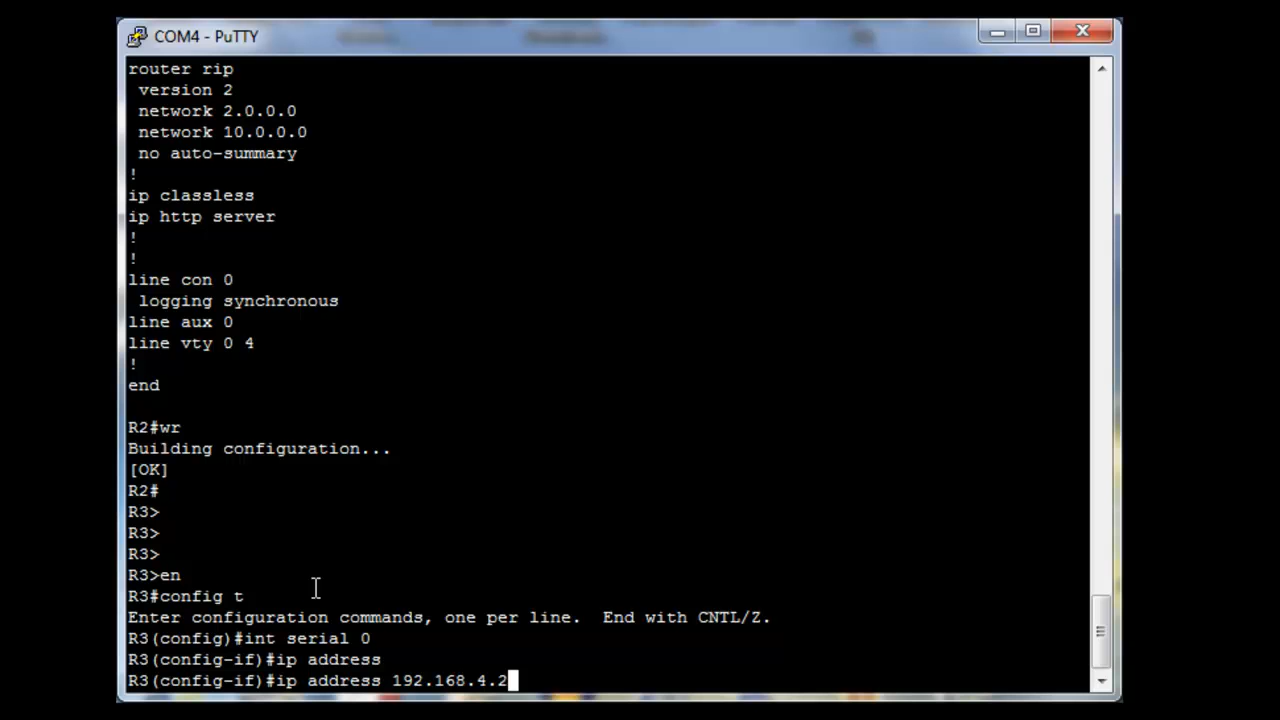 COM4 - PuTTY
router rip
 version 2
 network 2.0.0.0
 network 10.0.0.0
 no auto-summary
!
ip classless
ip http server
!
!
line con 0
 logging synchronous
line aux 0
line vty 0 4
!
end
R2#wr
Building configuration...
[OK]
R2#
R3>
R3>
R3>
R3>en
R3#config t
Enter configuration commands, one per line.  End with CNTL/Z.
R3(config)#int serial 0
R3(config-if)#ip address
R3(config-if)#ip address 192.168.4.2